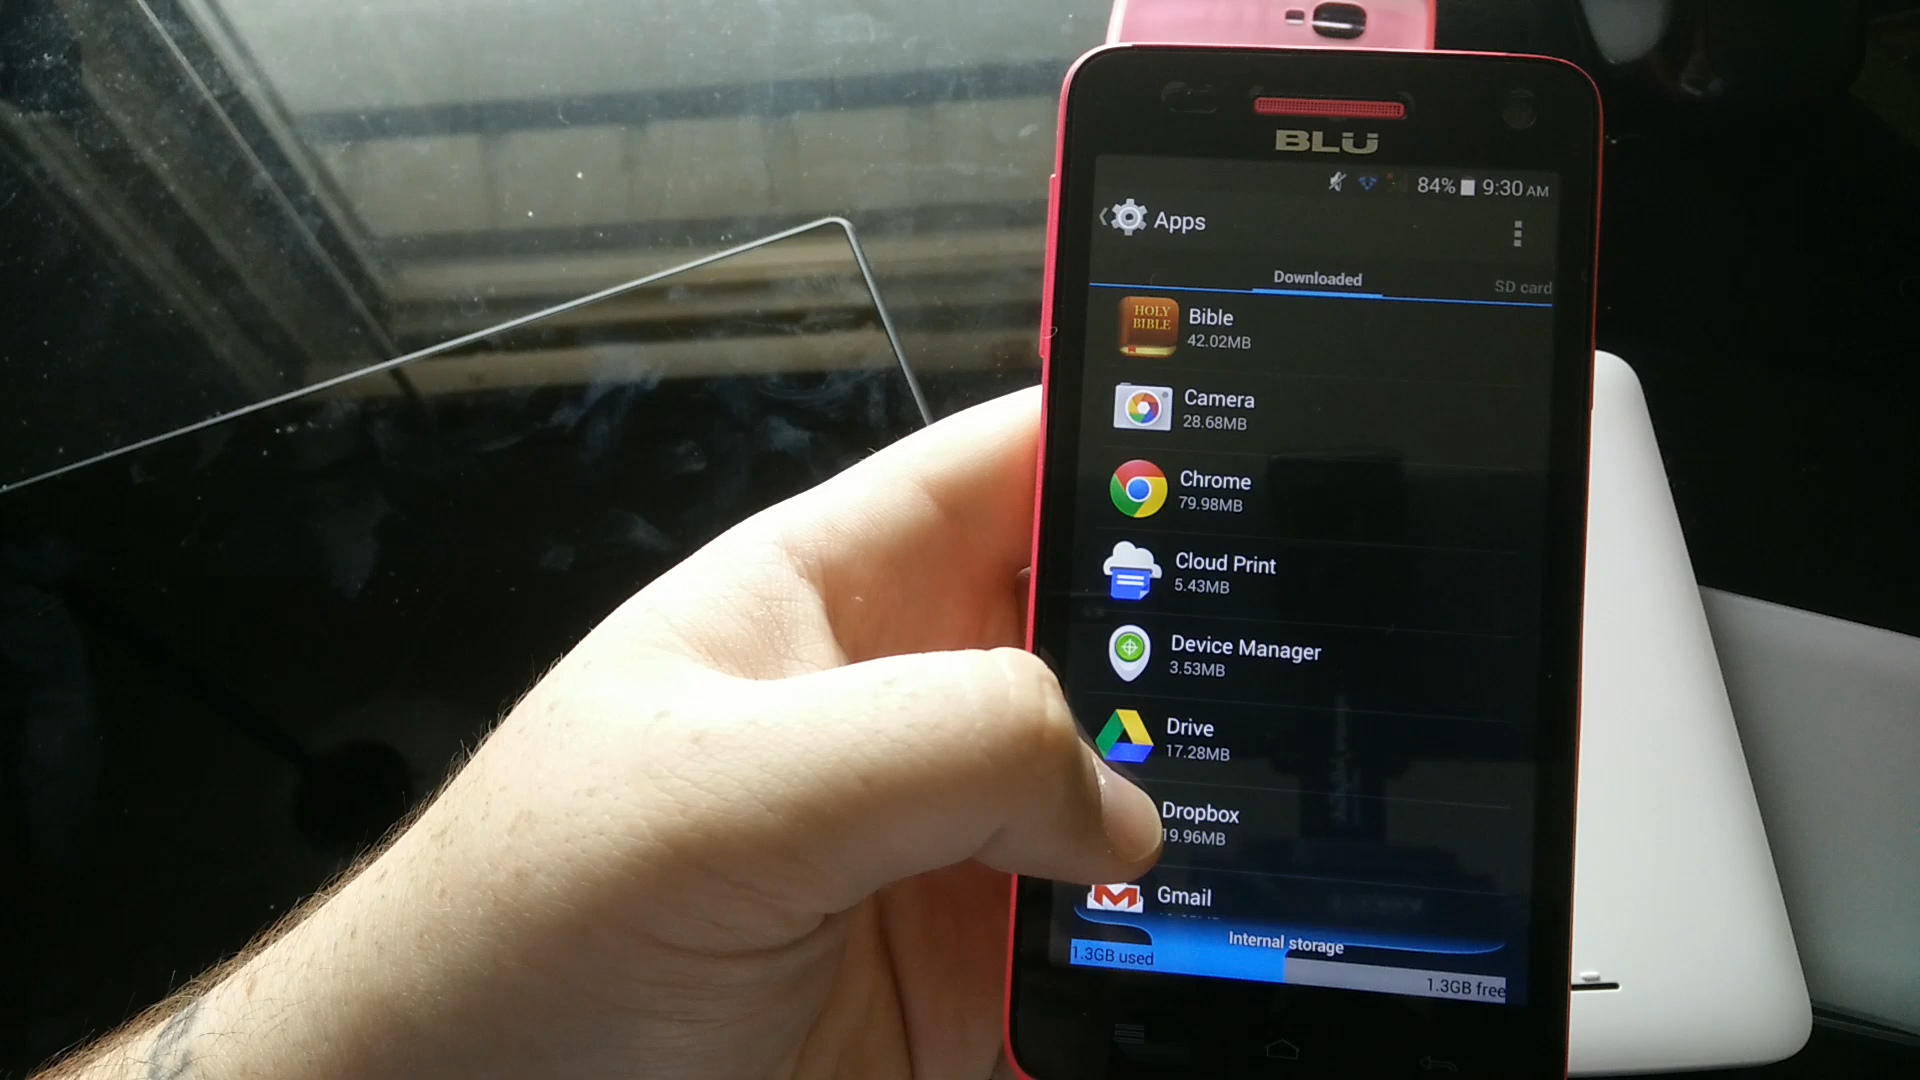 BLU
84% 9:30 AM
Apps
Downloaded
SD card
HOLY
BIBLE
Bible
42.02MB
Camera
28.68MB
Chrome
79.98MB
Cloud Print
5.43MB
Device Manager
3.53MB
Drive
17.28MB
Dropbox
19.96MB
Gmail
Internal storage
1.3GB used
1.3GB free